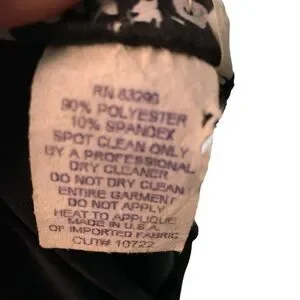 RN 83290
90% POLYESTER
10% SPANDEX
SPOT CLEAN ONLY
BY A PROFESSIONAL
DRY CLEANER
DO NOT DRY CLEAN
ENTIRE GARMENT
DO NOT APPLY
HEAT TO APPLIQUE
MADE IN U.S.A.
OF IMPORTED FABRIC
CUT# 10722